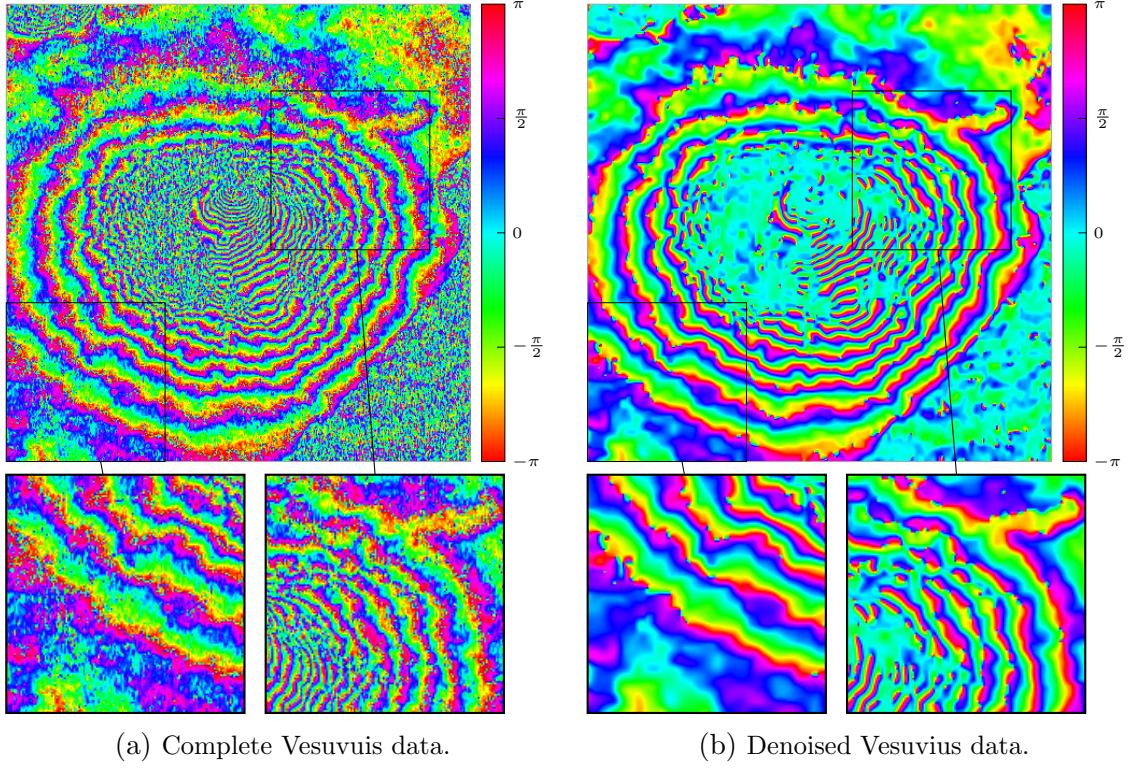 π
π/2
0
−π/2
−π
π
π/2
0
−π/2
−π
(a) Complete Vesuvuis data.
(b) Denoised Vesuvius data.